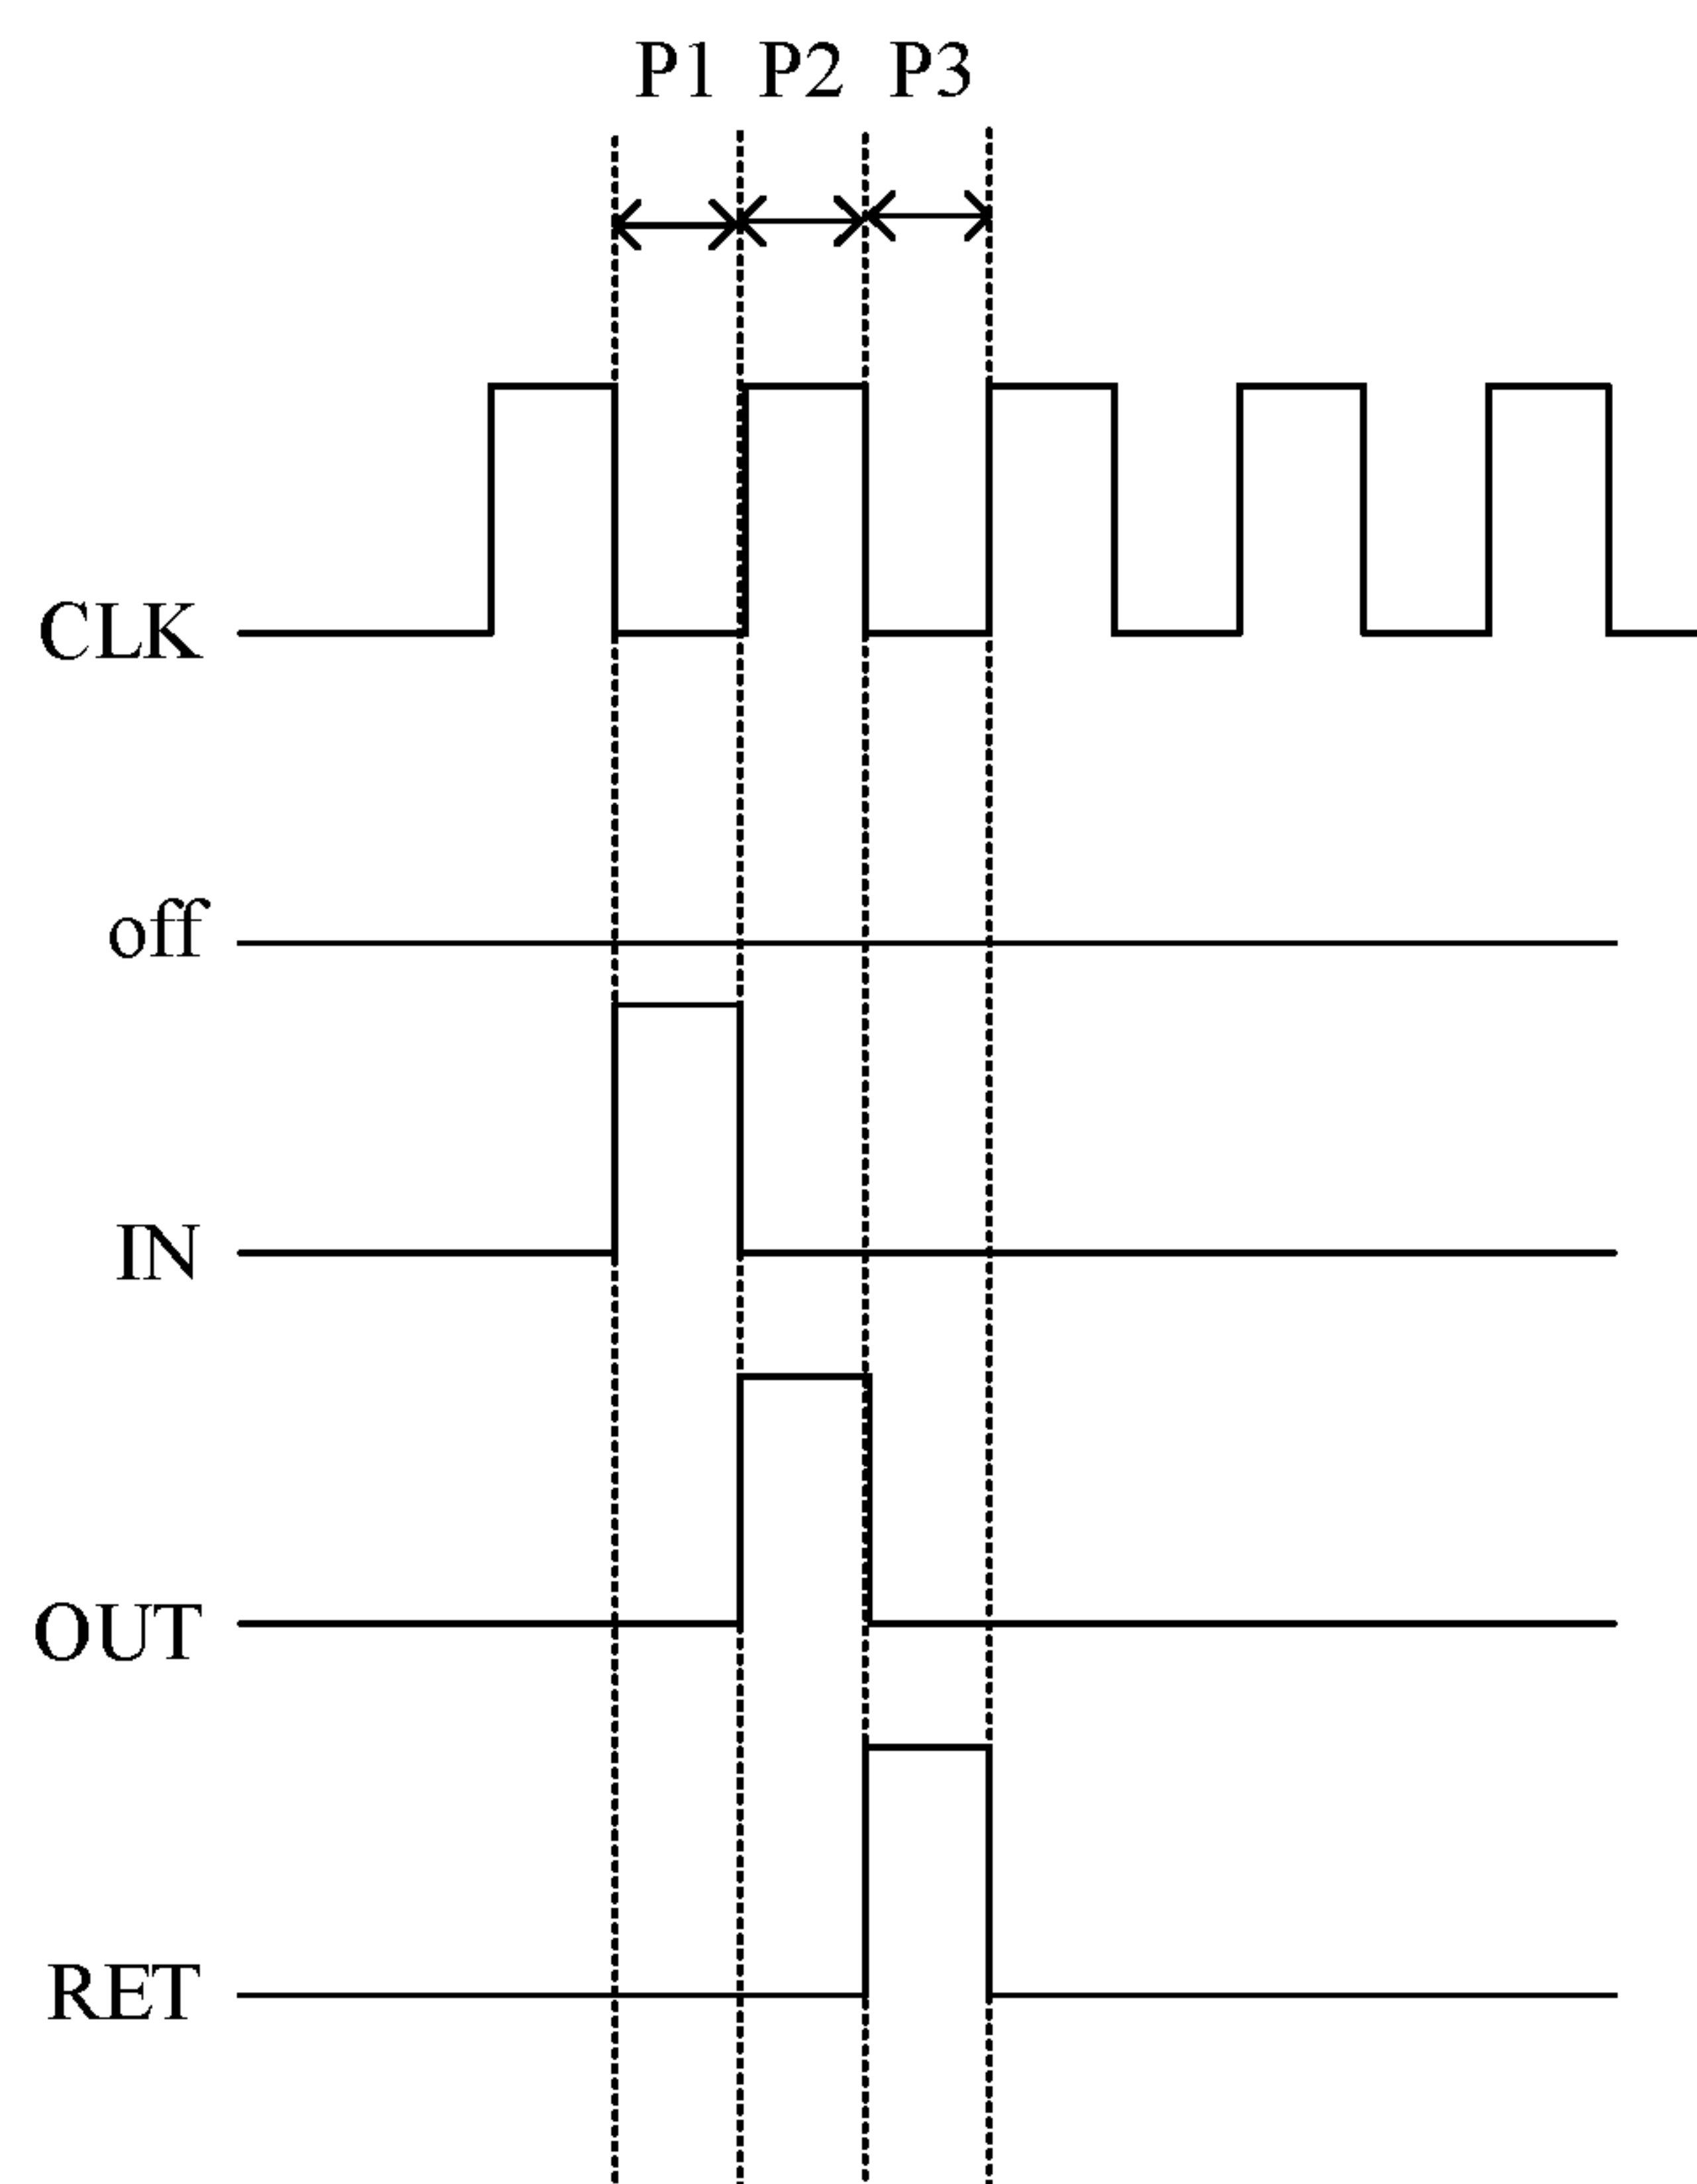 P1 P2 P3
CLK
off
IN
OUT
RET